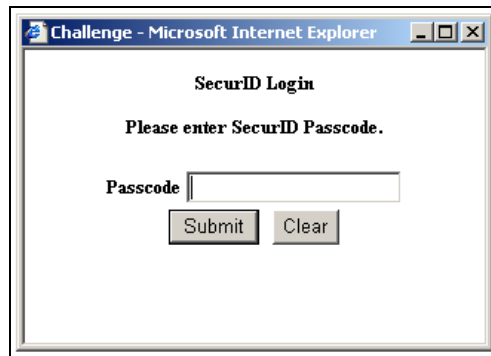 Challenge - Microsoft Internet Explorer
SecurID Login
Please enter SecurID Passcode.
Passcode
Submit Clear